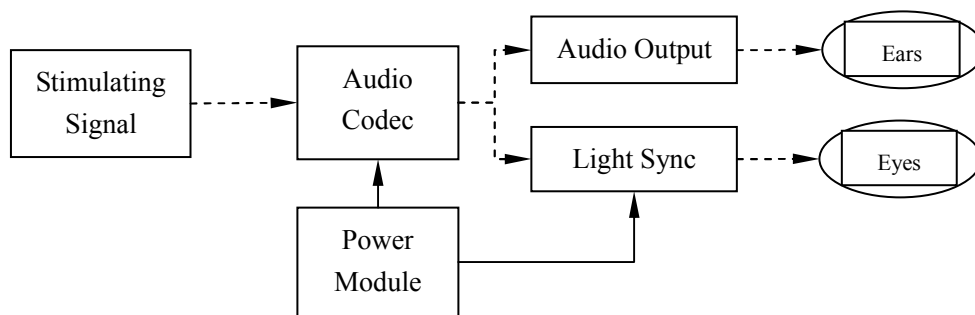 Stimulating
Signal
Audio
Codec
Audio Output
Ears
Light Sync
Eyes
Power
Module